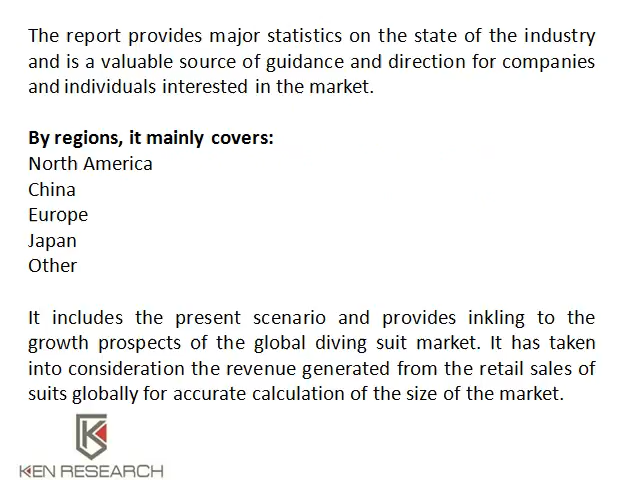 The report provides major statistics on the state of the industry
and is a valuable source of guidance and direction for companies
and individuals interested in the market.
By regions, it mainly covers:
North America
China
Europe
Japan
Other
It includes the present scenario and provides inkling to the
growth prospects of the global diving suit market. It has taken
into consideration the revenue generated from the retail sales of
suits globally for accurate calculation of the size of the market.
KEN RESEARCH